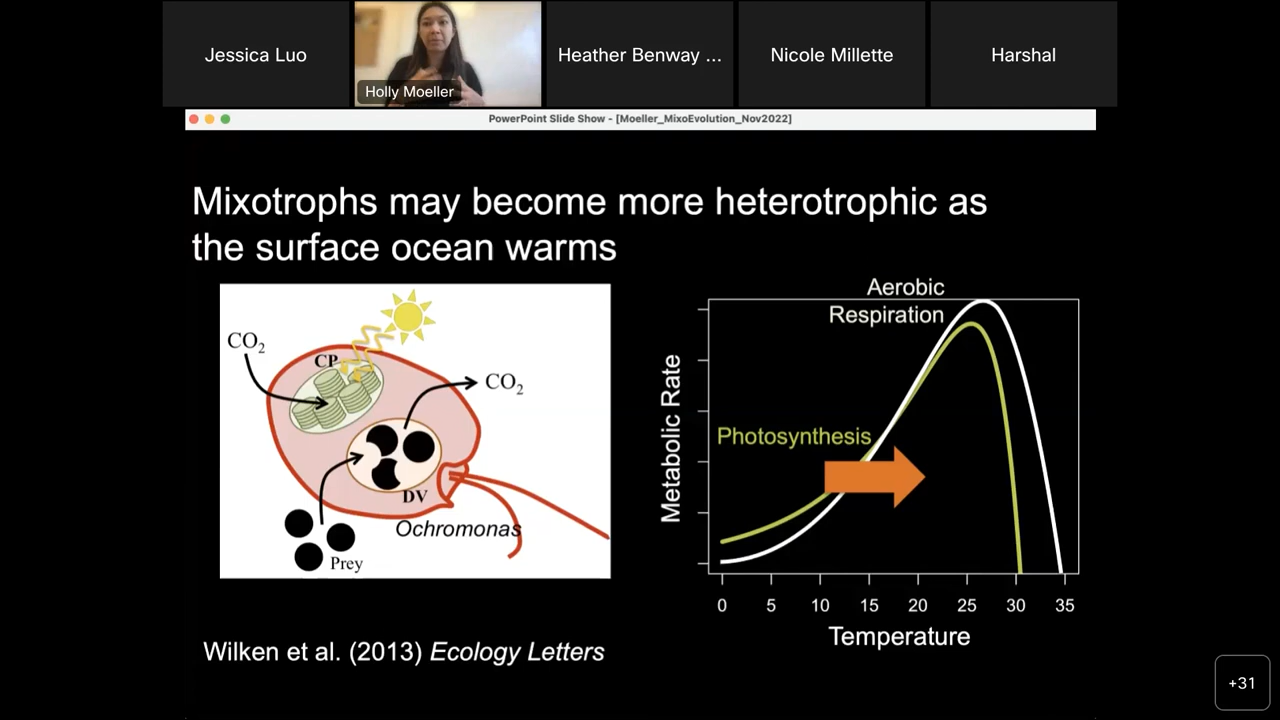 Jessica Luo
Holly Moeller
Heather Benway ...
Nicole Millette
Harshal
PowerPoint Slide Show - [Moeller_MixoEvolution_Nov2022]
Mixotrophs may become more heterotrophic as
the surface ocean warms
CO2
CP
CO2
DV
Ochromonas
Prey
Aerobic
Respiration
Photosynthesis
Metabolic Rate
0 5 10 15 20 25 30 35
Temperature
Wilken et al. (2013) Ecology Letters
+31